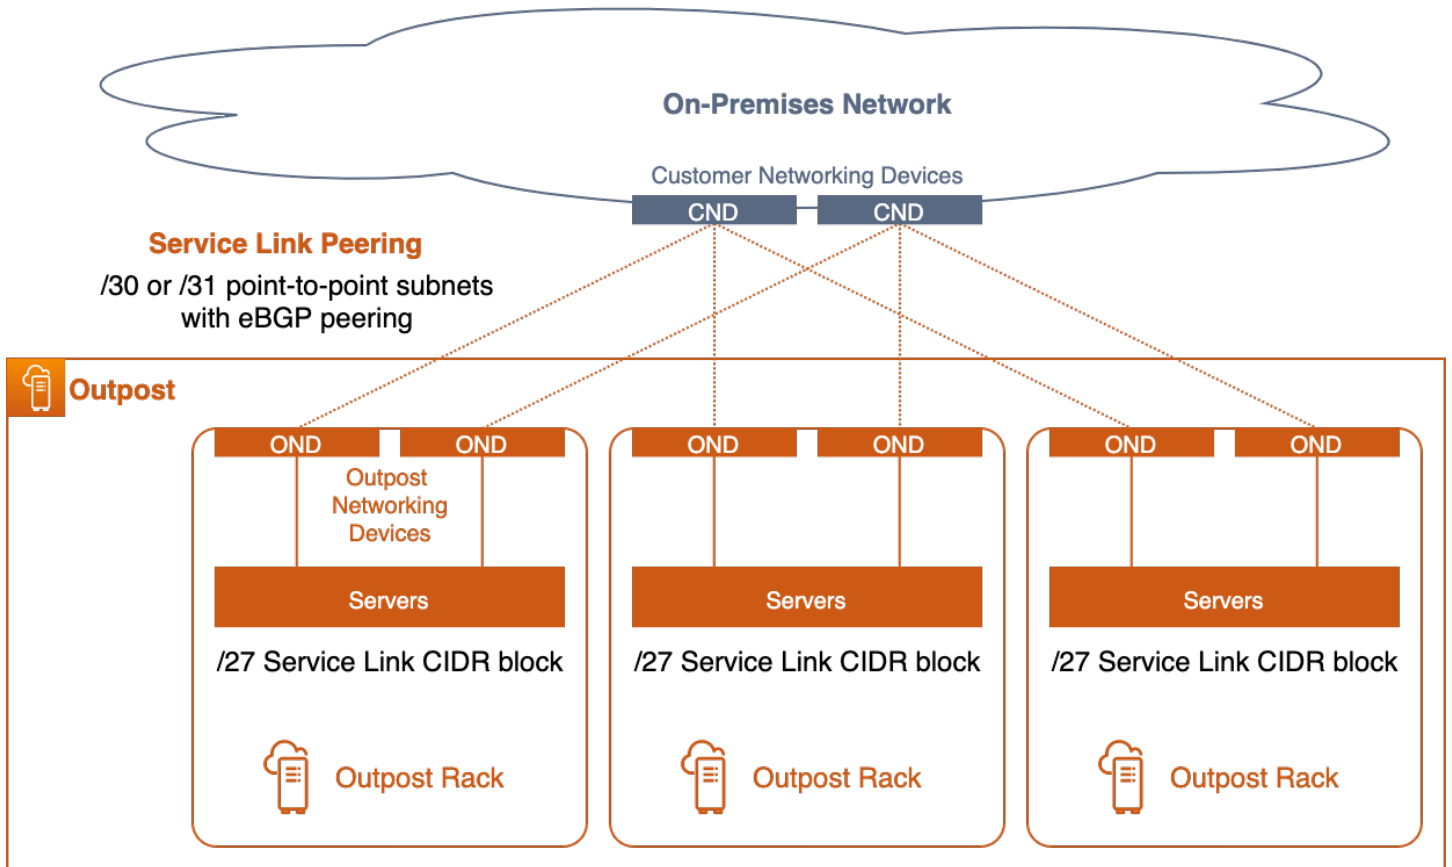 On-Premises Network
Customer Networking Devices
CND
CND
Service Link Peering
/30 or /31 point-to-point subnets
with eBGP peering
Outpost
OND
OND
OND
OND
OND
OND
Outpost
Networking
Devices
Servers
Servers
Servers
/27 Service Link CIDR block
/27 Service Link CIDR block
/27 Service Link CIDR block
Outpost Rack
Outpost Rack
Outpost Rack